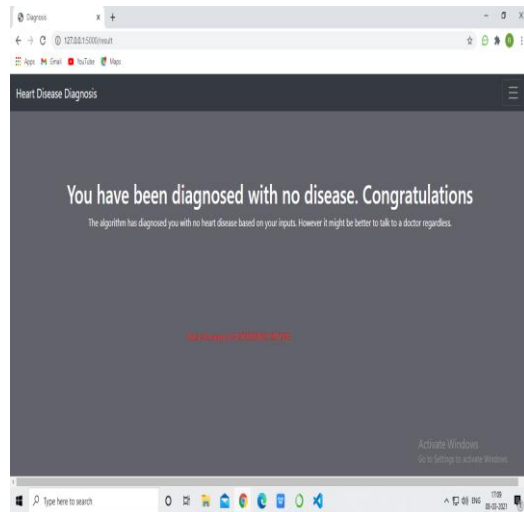 Diagnosis x +
127.0.0.1:5000/result
Apps Gmail YouTube Maps
Heart Disease Diagnosis
You have been diagnosed with no disease. Congratulations
The algorithm has diagnosed you with no heart disease based on your inputs. However it might be better to talk to a doctor regardless.
Activate Windows
Go to Settings to activate Windows.
Type here to search
ENG
17:09